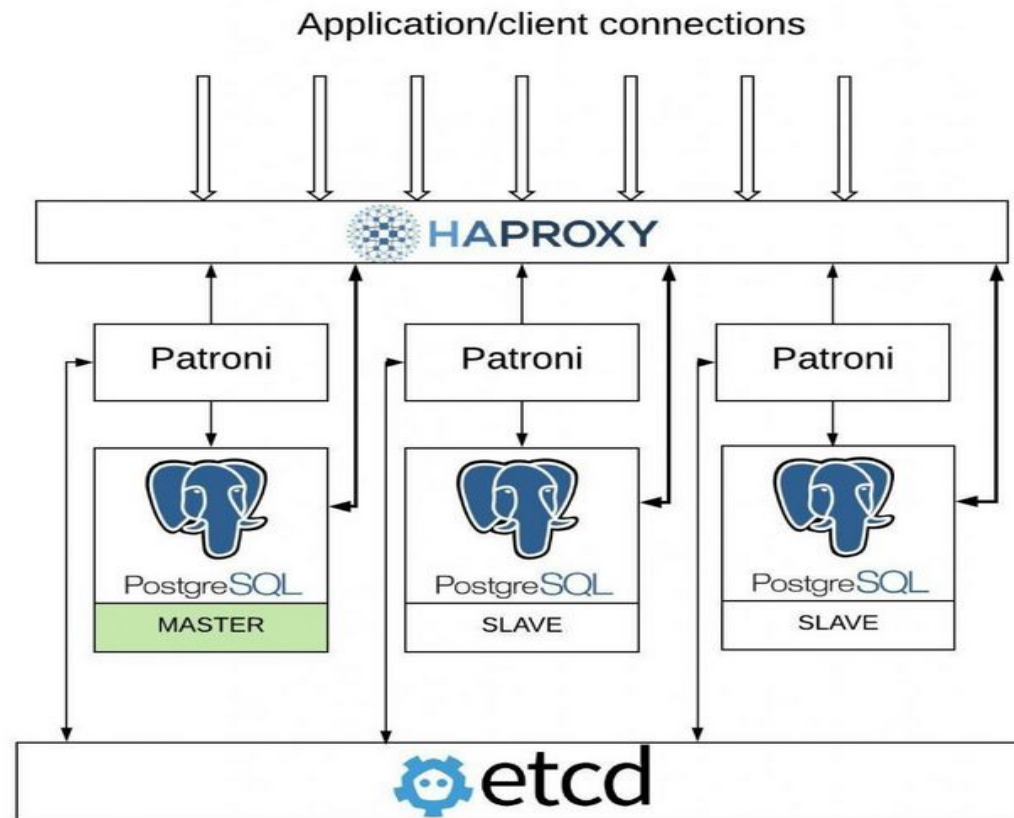 Application/client connections
HAPROXY
Patroni
Patroni
Patroni
PostgreSQL
PostgreSQL
PostgreSQL
MASTER
SLAVE
SLAVE
etcd